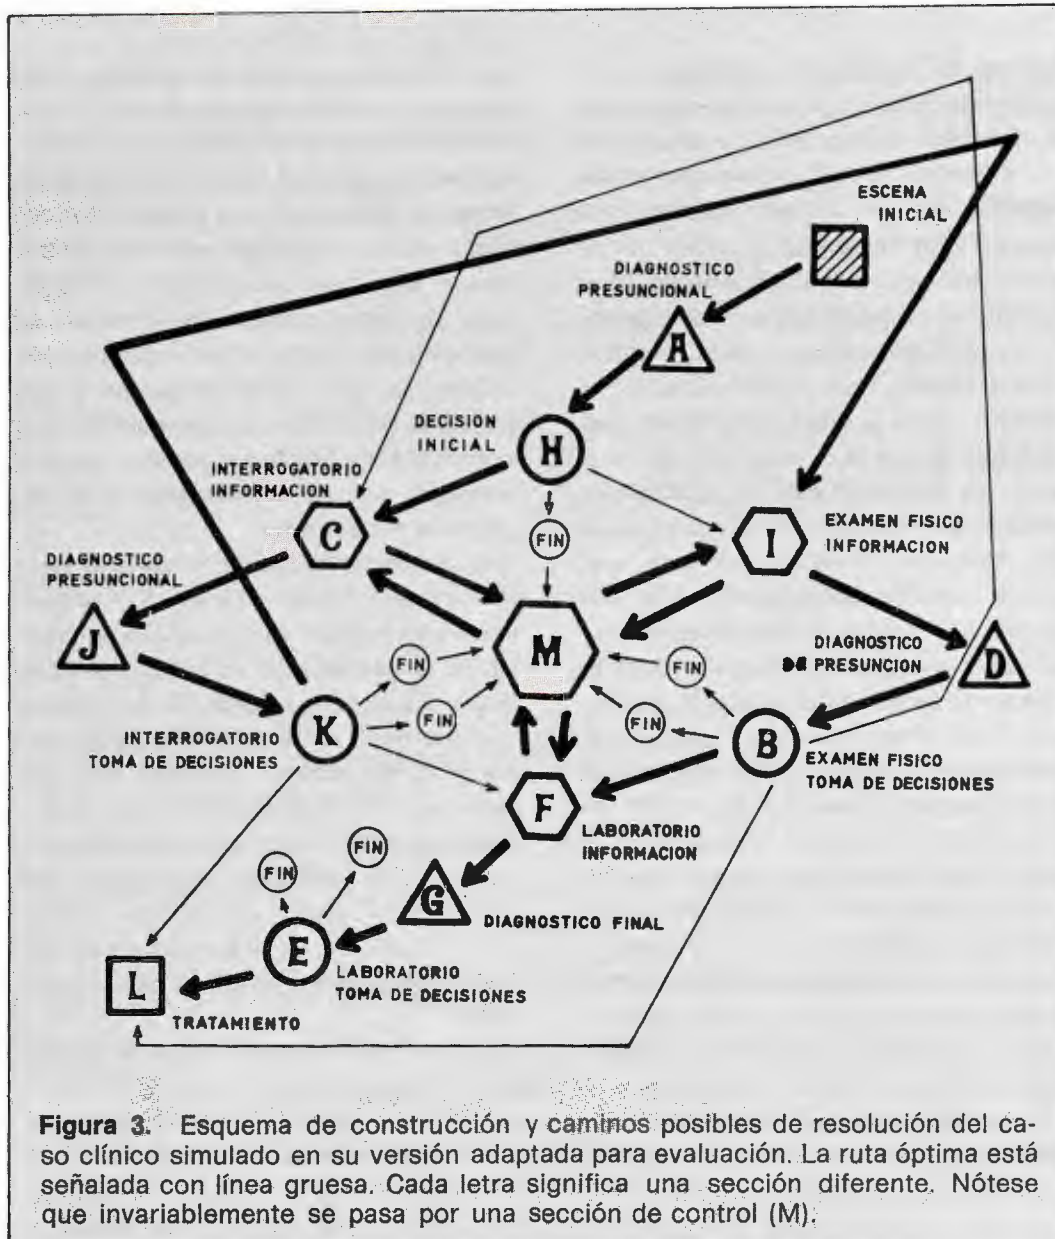 ESCENA
INICIAL
DIAGNOSTICO
PRESUNCIONAL
A
DECISION
INICIAL
H
INTERROGATORIO
INFORMACION
C
FIN
I
EXAMEN FISICO
INFORMACION
DIAGNOSTICO
PRESUNCIONAL
J
M
FIN
FIN
DIAGNOSTICO
PRESUNCION
D
K
FIN
FIN
B
INTERROGATORIO
TOMA DE DECISIONES
EXAMEN FISICO
TOMA DE DECISIONES
F
LABORATORIO
INFORMACION
FIN
FIN
G
DIAGNOSTICO FINAL
E
LABORATORIO
TOMA DE DECISIONES
L
TRATAMIENTO
Figura 3. Esquema de construcción y caminos posibles de resolución del ca-
so clínico simulado en su versión adaptada para evaluación. La ruta óptima está
señalada con línea gruesa. Cada letra significa una sección diferente. Nótese
que invariablemente se pasa por una sección de control (M).